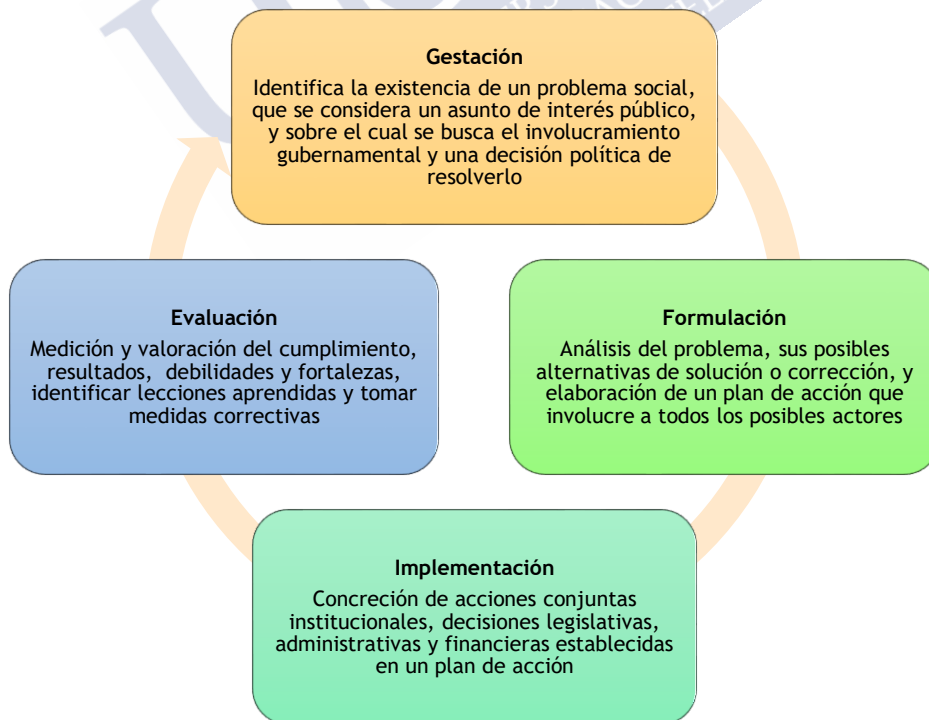 Gestación
Identifica la existencia de un problema social,
que se considera un asunto de interés público,
y sobre el cual se busca el involucramiento
gubernamental y una decisión política de
resolverlo
Evaluación
Medición y valoración del cumplimiento,
resultados, debilidades y fortalezas,
identificar lecciones aprendidas y tomar
medidas correctivas
Formulación
Análisis del problema, sus posibles
alternativas de solución o corrección, y
elaboración de un plan de acción que
involucre a todos los posibles actores
Implementación
Concreción de acciones conjuntas
institucionales, decisiones legislativas,
administrativas y financieras establecidas
en un plan de acción